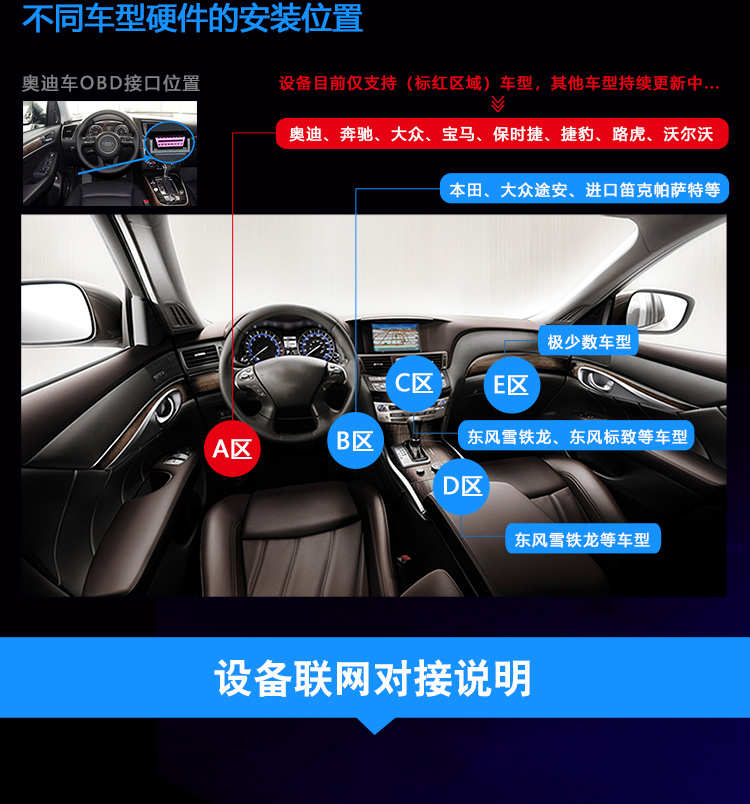 不同车型硬件的安装位置
奥迪车OBD接口位置
设备目前仅支持（标红区域）车型，其他车型持续更新中...
奥迪、奔驰、大众、宝马、保时捷、捷豹、路虎、沃尔沃
本田、大众途安、进口笛克帕萨特等
极少数车型
C区
E区
A区
B区
东风雪铁龙、东风标致等车型
D区
东风雪铁龙等车型
设备联网对接说明